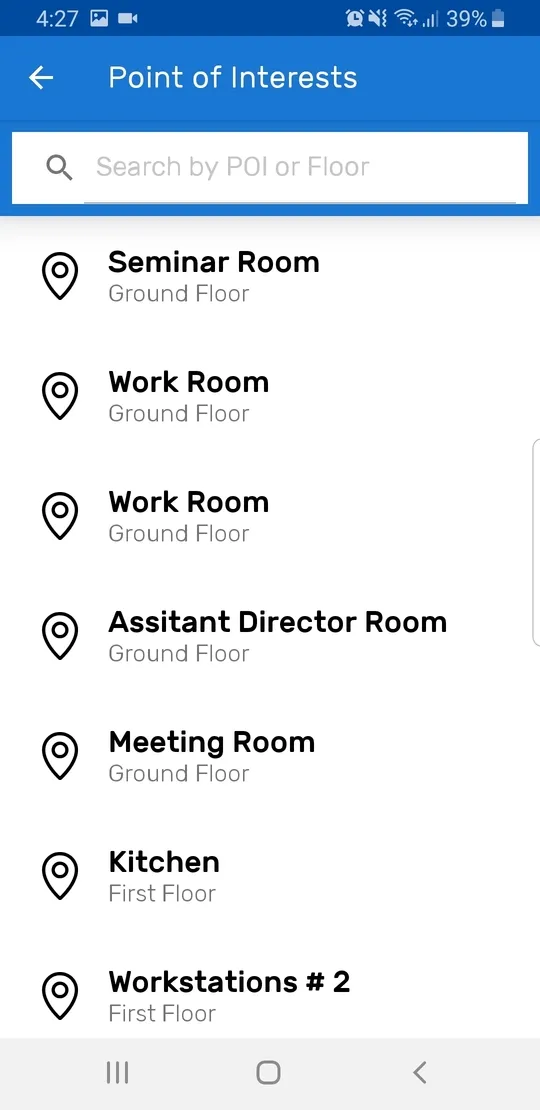 4:27 39%
Point of Interests
Search by POI or Floor
Seminar Room
Ground Floor
Work Room
Ground Floor
Work Room
Ground Floor
Assitant Director Room
Ground Floor
Meeting Room
Ground Floor
Kitchen
First Floor
Workstations # 2
First Floor